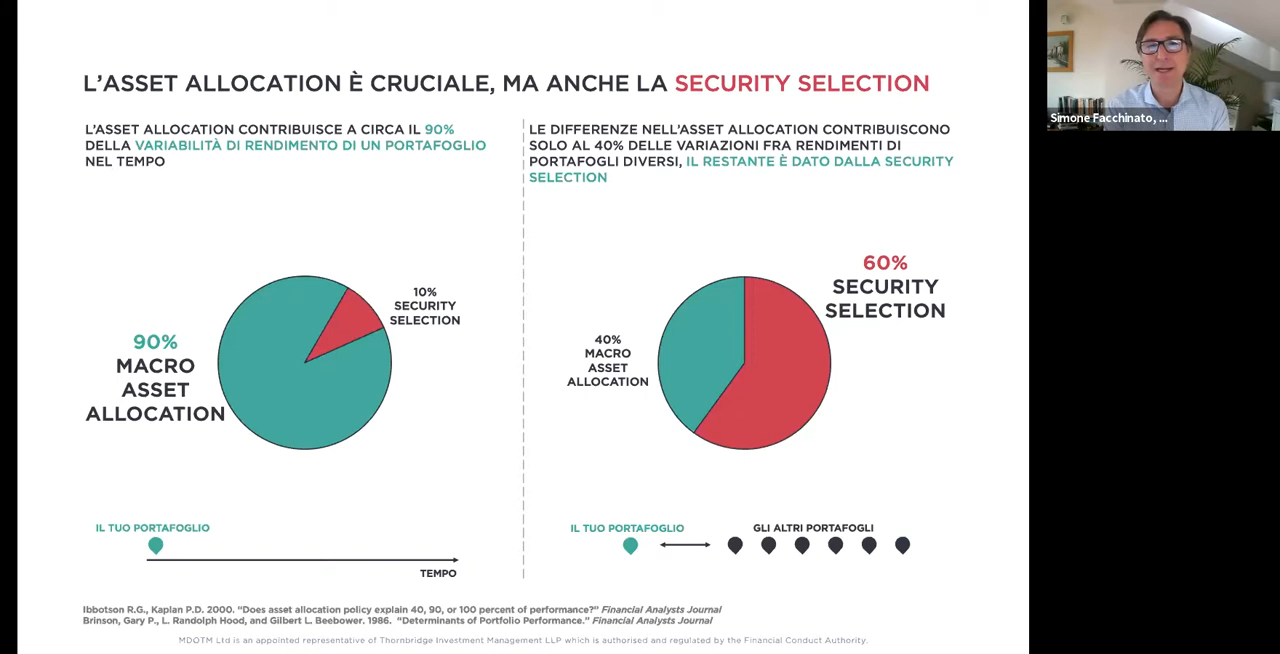 L'ASSET ALLOCATION È CRUCIALE, MA ANCHE LA SECURITY SELECTION
L'ASSET ALLOCATION CONTRIBUISCE A CIRCA IL 90%
DELLA VARIABILITÀ DI RENDIMENTO DI UN PORTAFOGLIO
NEL TEMPO
90%
MACRO
ASSET
ALLOCATION
10%
SECURITY
SELECTION
IL TUO PORTAFOGLIO
TEMPO
LE DIFFERENZE NELL'ASSET ALLOCATION CONTRIBUISCONO
SOLO AL 40% DELLE VARIAZIONI FRA RENDIMENTI DI
PORTAFOGLI DIVERSI, IL RESTANTE È DATO DALLA SECURITY
SELECTION
40%
MACRO
ASSET
ALLOCATION
60%
SECURITY
SELECTION
IL TUO PORTAFOGLIO
GLI ALTRI PORTAFOGLI
Ibbotson R.G., Kaplan P.D. 2000. "Does asset allocation policy explain 40, 90, or 100 percent of performance?" Financial Analysts Journal
Brinson, Gary P., L. Randolph Hood, and Gilbert L. Beebower. 1986. "Determinants of Portfolio Performance." Financial Analysts Journal
MDOTM Ltd is an appointed representative of Thornbridge Investment Management LLP which is authorised and regulated by the Financial Conduct Authority.
Simone Facchinato, ...